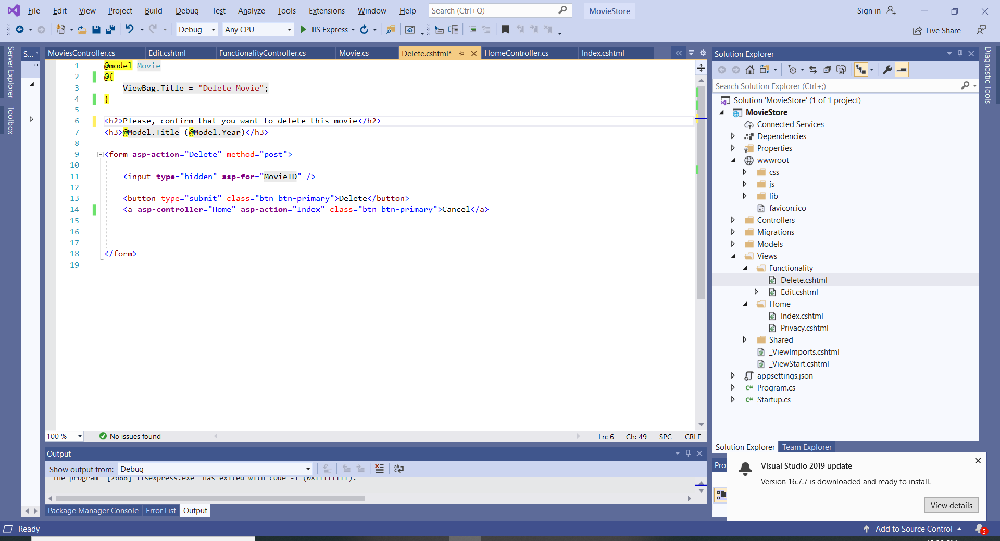 File Edit View Project Build Debug Test Analyze Tools Extensions Window Help Search (Ctrl+Q) MovieStore Sign in
Debug Any CPU IIS Express Live Share
Server Explorer
Toolbox
S...
MoviesController.cs Edit.cshtml FunctionalityController.cs Movie.cs Delete.cshtml* HomeController.cs Index.cshtml
1 @model Movie
2 @{
3 ViewBag.Title = "Delete Movie";
4 }
5
6 <h2>Please, confirm that you want to delete this movie</h2>
7 <h3>@Model.Title (@Model.Year)</h3>
8
9 <form asp-action="Delete" method="post">
10
11 <input type="hidden" asp-for="MovieID" />
12
13 <button type="submit" class="btn btn-primary">Delete</button>
14 <a asp-controller="Home" asp-action="Index" class="btn btn-primary">Cancel</a>
15
16
17
18 </form>
19
100 % No issues found Ln: 6 Ch: 49 SPC CRLF
Output
Show output from: Debug
The program '[2688] iisexpress.exe' has exited with code -1 (0xffffffff).
Package Manager Console Error List Output
Solution Explorer
Search Solution Explorer (Ctrl+;)
Solution 'MovieStore' (1 of 1 project)
MovieStore
Connected Services
Dependencies
Properties
wwwroot
css
js
lib
favicon.ico
Controllers
Migrations
Models
Views
Functionality
Delete.cshtml
Edit.cshtml
Home
Index.cshtml
Privacy.cshtml
Shared
_ViewImports.cshtml
_ViewStart.cshtml
appsettings.json
C# Program.cs
C# Startup.cs
Solution Explorer Team Explorer
Diagnostic Tools
Pro
Visual Studio 2019 update
Version 16.7.7 is downloaded and ready to install.
View details
Ready Add to Source Control 5